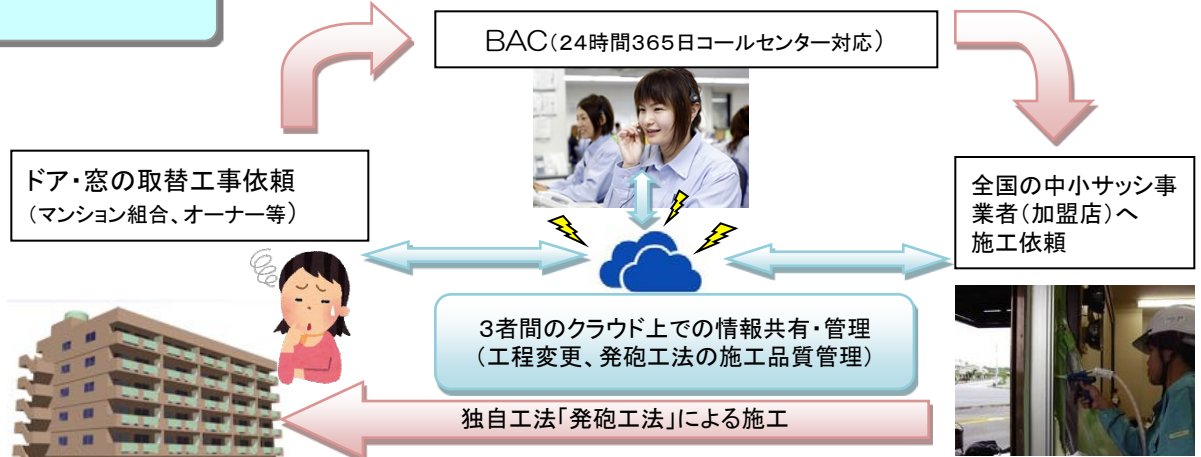 BAC(24時間365日コールセンター対応)
ドア・窓の取替工事依頼
(マンション組合、オーナー等)
全国の中小サッシ事
業者(加盟店)へ
施工依頼
3者間のクラウド上での情報共有・管理
(工程変更、発砲工法の施工品質管理)
独自工法「発砲工法」による施工